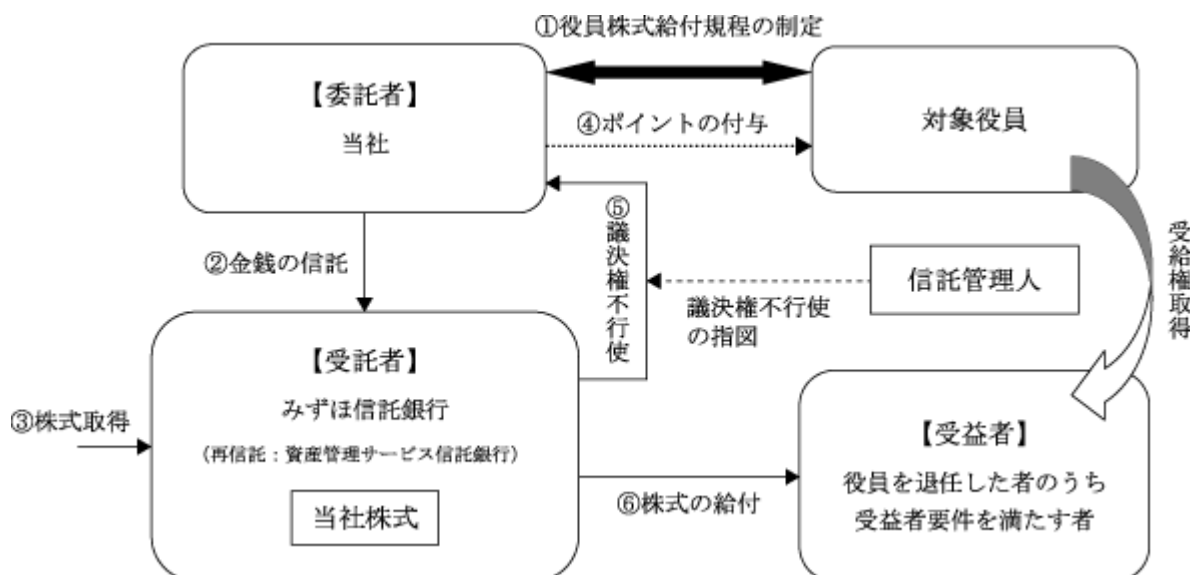 ①役員株式給付規程の制定
【委託者】
当社
④ポイントの付与
対象役員
②金銭の信託
⑤議決権不行使
議決権不行使
の指図
信託管理人
受給権取得
【受託者】
みずほ信託銀行
(再信託:資産管理サービス信託銀行)
当社株式
③株式取得
⑥株式の給付
【受益者】
役員を退任した者のうち
受益者要件を満たす者